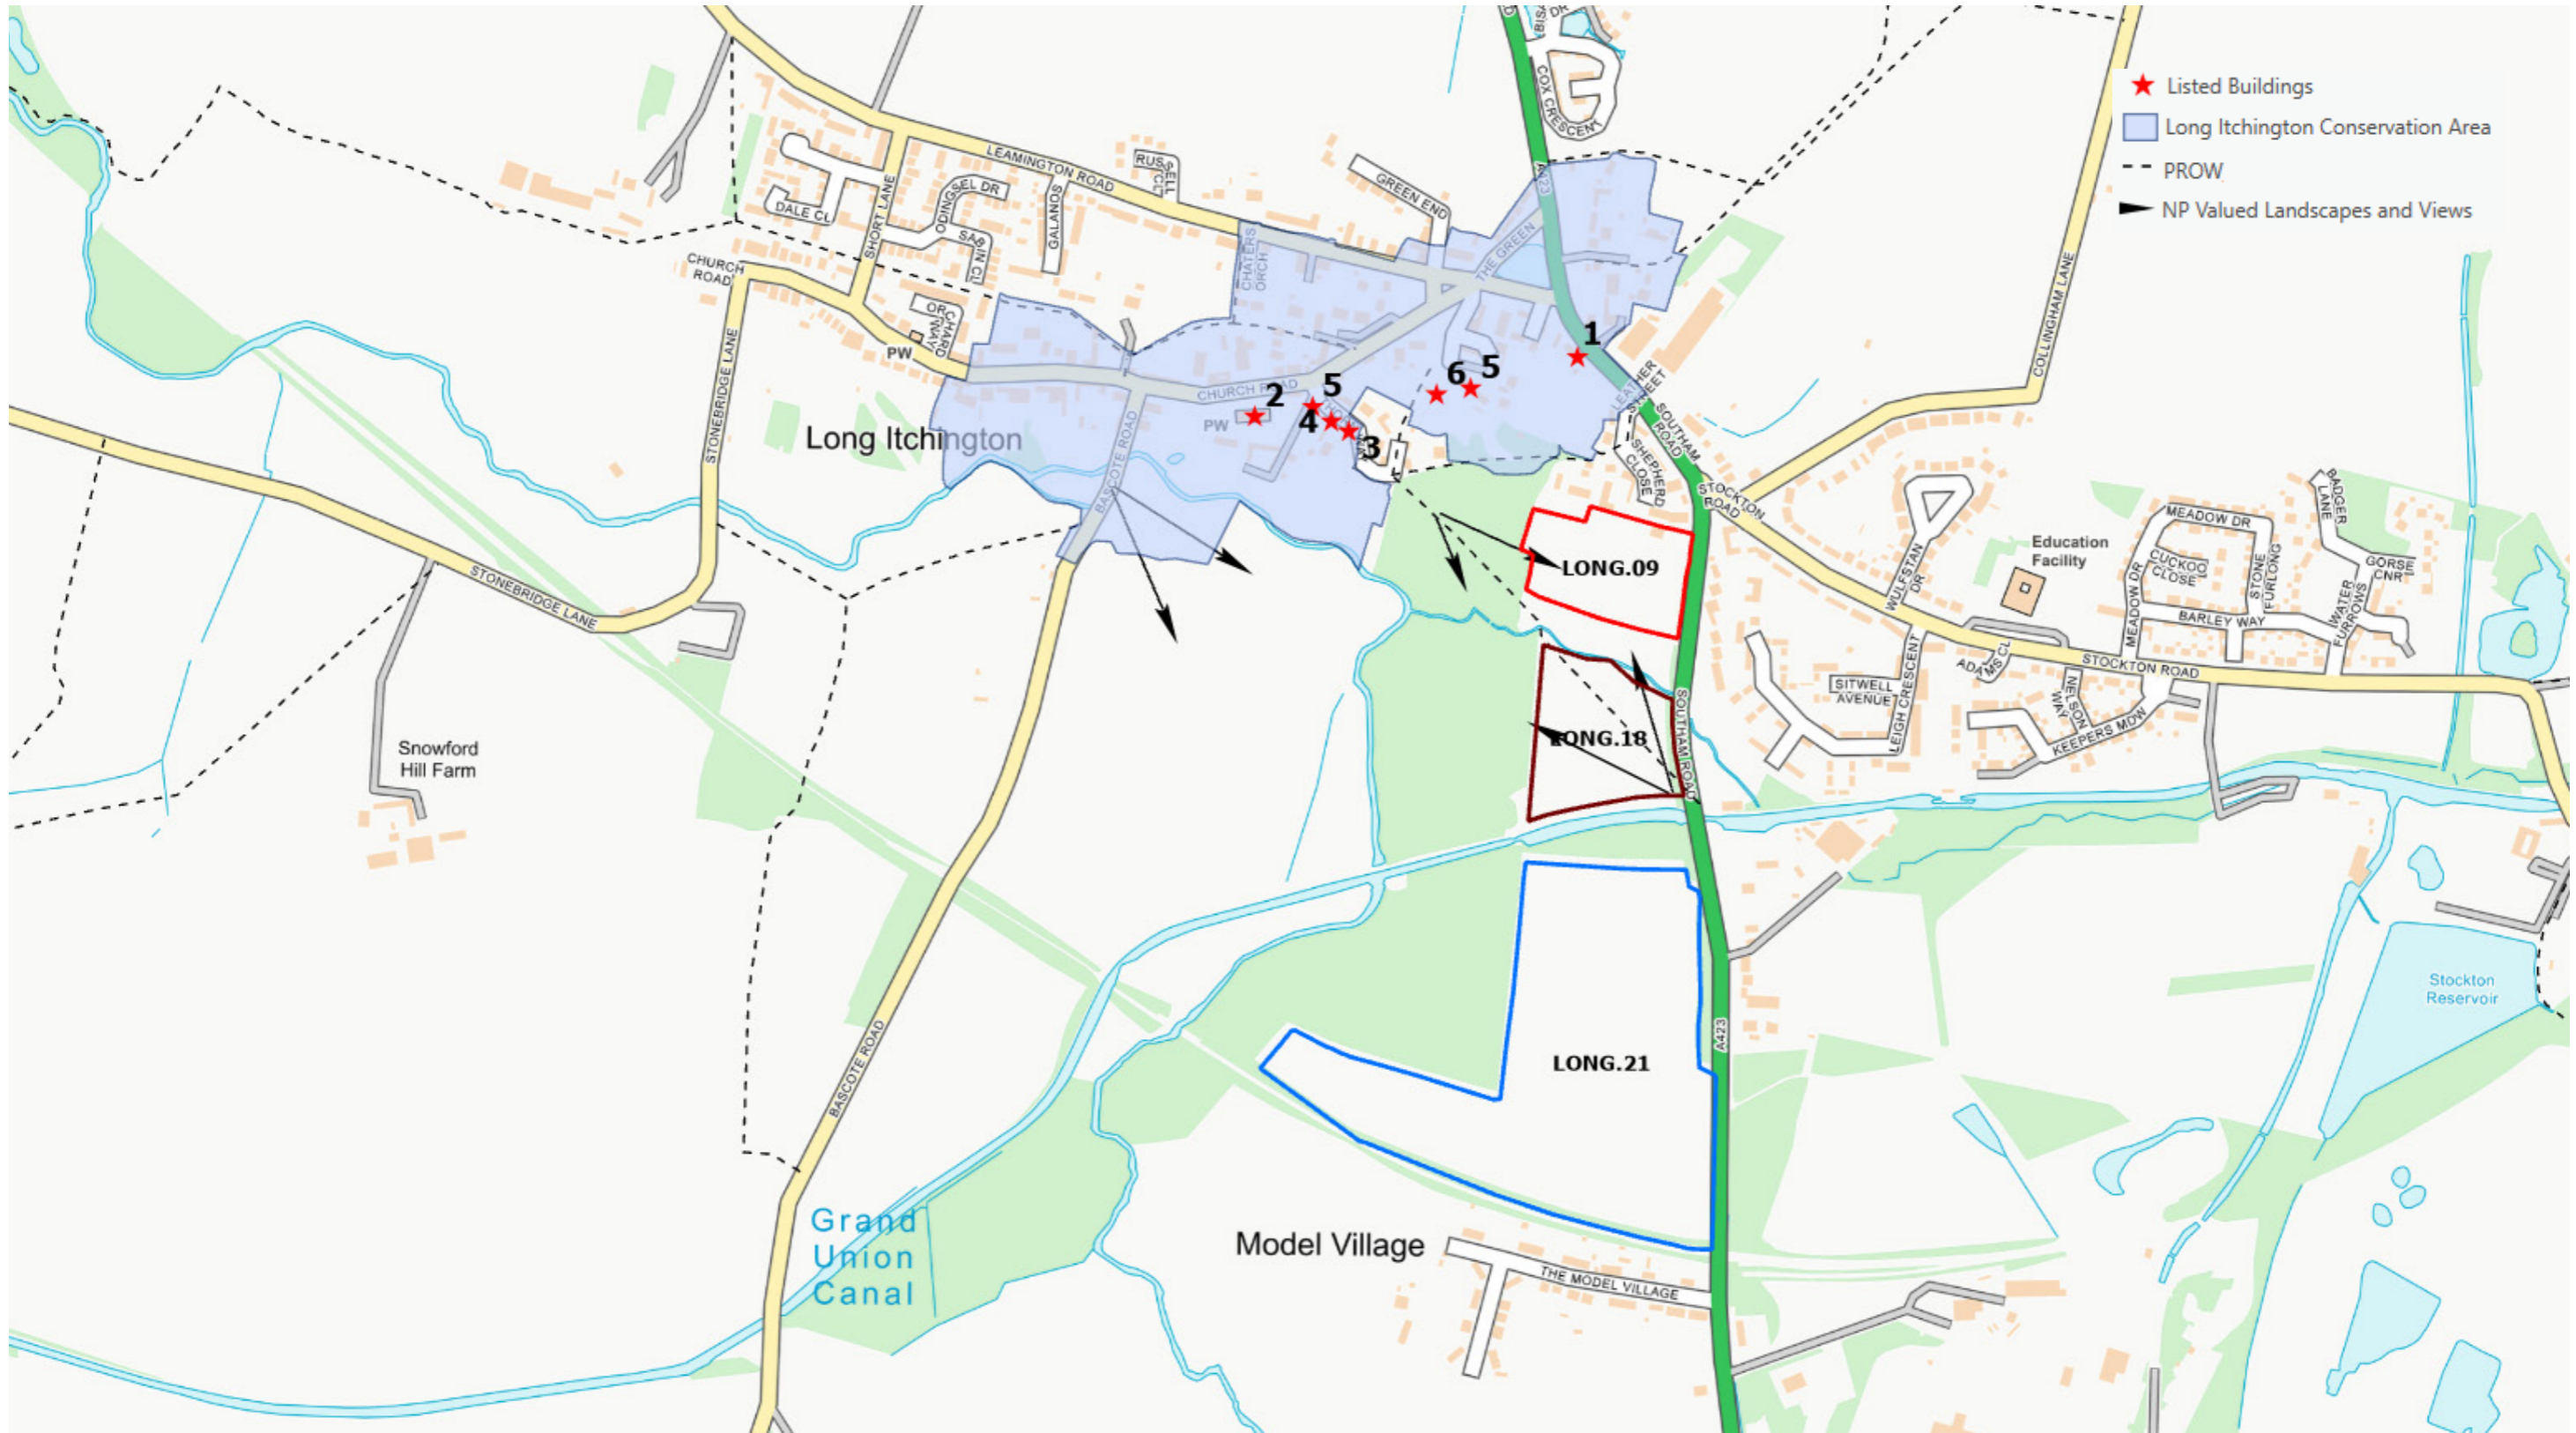 Listed Buildings
Long Itchington Conservation Area
PROW
NP Valued Landscapes and Views
DR
COX CRESCENT
A423
LEAMINGTON ROAD
RUSSELL
CL
GREEN END
DALE CL
SHORT LANE
ODINGSEL DR
SABIN CL
GALANOS
CHATERS
ORCH
THE GREEN
CHURCH
ROAD
ORCHARD
WAY
PW
STONEBRIDGE LANE
CHURCH ROAD
PW
BASCOTE ROAD
Long Itchington
1
2
5
4
3
6
5
LEATHER
STREET
SOUTHAM
ROAD
SHEPHERD
CLOSE
STOCKTON
ROAD
COLLINGHAM LANE
LONG.09
WULFSTAN
DR
Education
Facility
MEADOW DR
CUCKOO
CLOSE
STONE
FURLONG
BADGER
LANE
GORSE
CNR
MEADOW DR
BARLEY WAY
WATER
FURROWS
STOCKTON ROAD
ADAMS CL
SITWELL
AVENUE
LEIGH CRESCENT
NELSON
WAY
KEEPERS MDW
STONEBRIDGE LANE
Snowford
Hill Farm
LONG.18
SOUTHAM ROAD
Stockton
Reservoir
A423
LONG.21
BASCOTE ROAD
Grand
Union
Canal
Model Village
THE MODEL VILLAGE